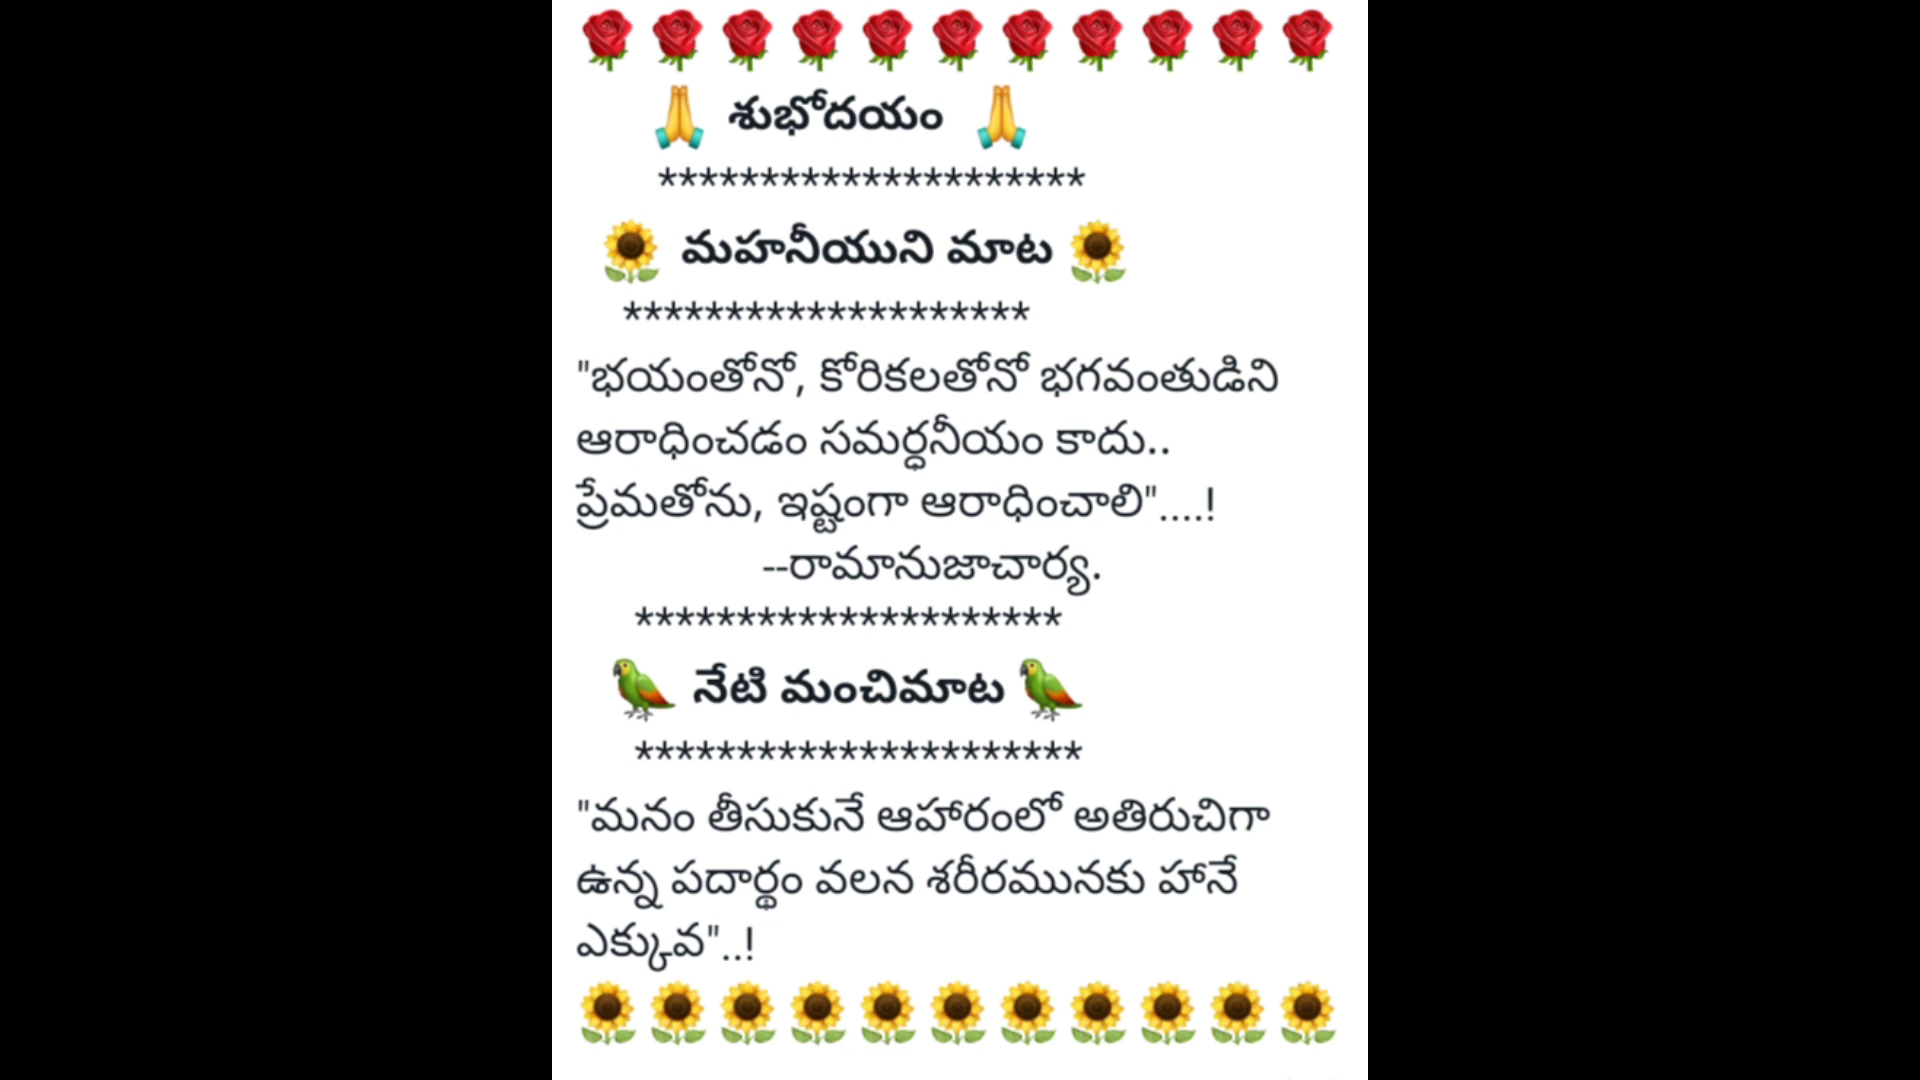 🌹🌹🌹🌹🌹🌹🌹🌹🌹🌹🌹
🙏 శుభోదయం 🙏
*********************
🌻 మహనీయుని మాట 🌻
********************
"భయంతోనో, కోరికలతోనో భగవంతుడిని
ఆరాధించడం సమర్ధనీయం కాదు..
ప్రేమతోను, ఇష్టంగా ఆరాధించాలి"....!
--రామానుజాచార్య.
*********************
🦜 నేటి మంచిమాట 🦜
**********************
"మనం తీసుకునే ఆహారంలో అతిరుచిగా
ఉన్న పదార్థం వలన శరీరమునకు హానే
ఎక్కువ"..!
🌻🌻🌻🌻🌻🌻🌻🌻🌻🌻🌻